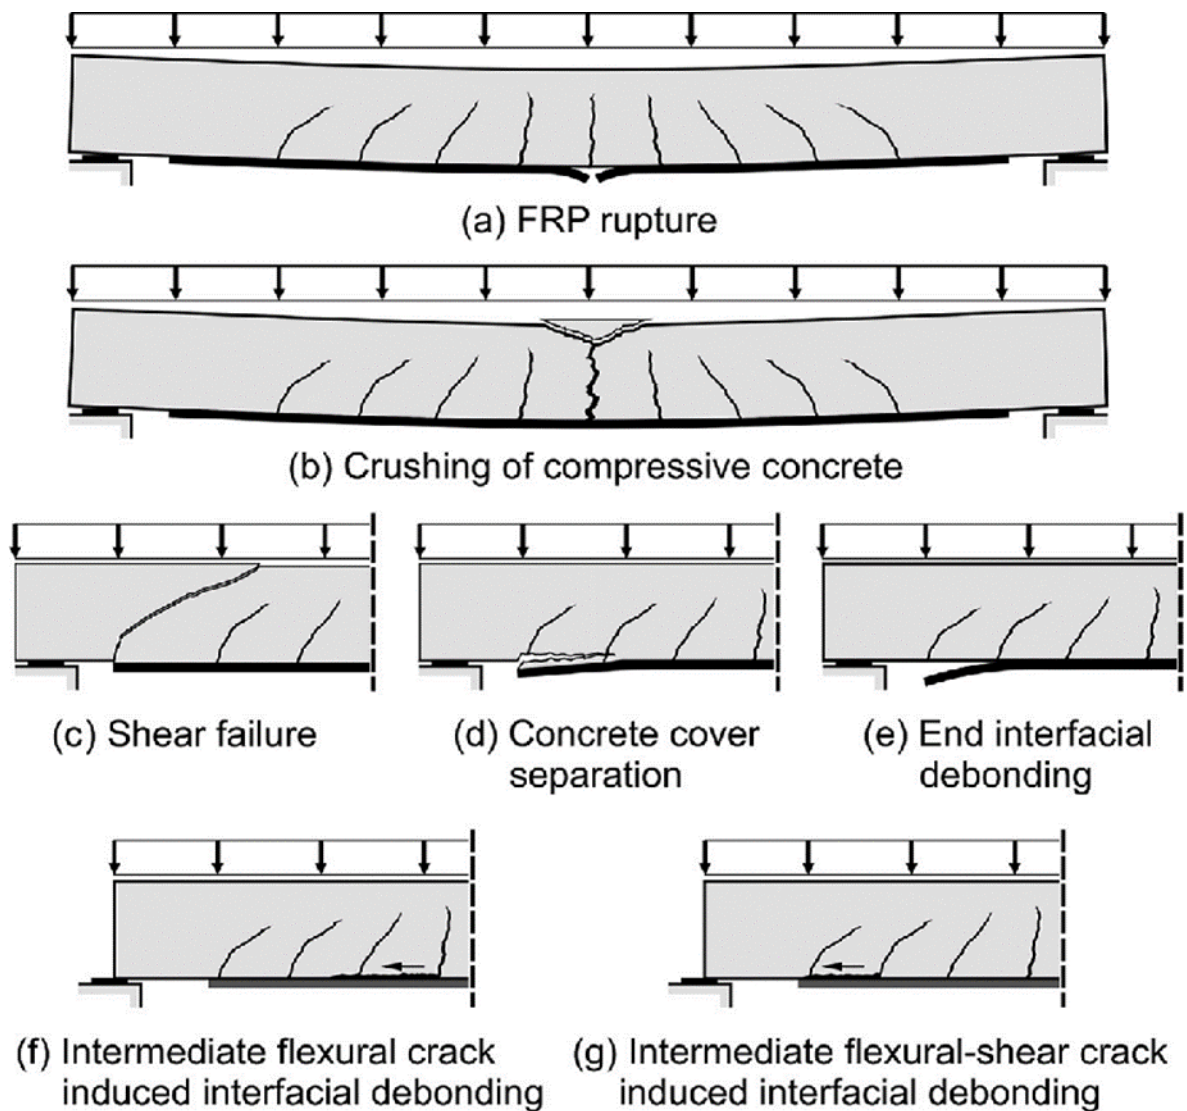 (a) FRP rupture
(b) Crushing of compressive concrete
(c) Shear failure
(d) Concrete cover
separation
(e) End interfacial
debonding
(f) Intermediate flexural crack
induced interfacial debonding
(g) Intermediate flexural-shear crack
induced interfacial debonding